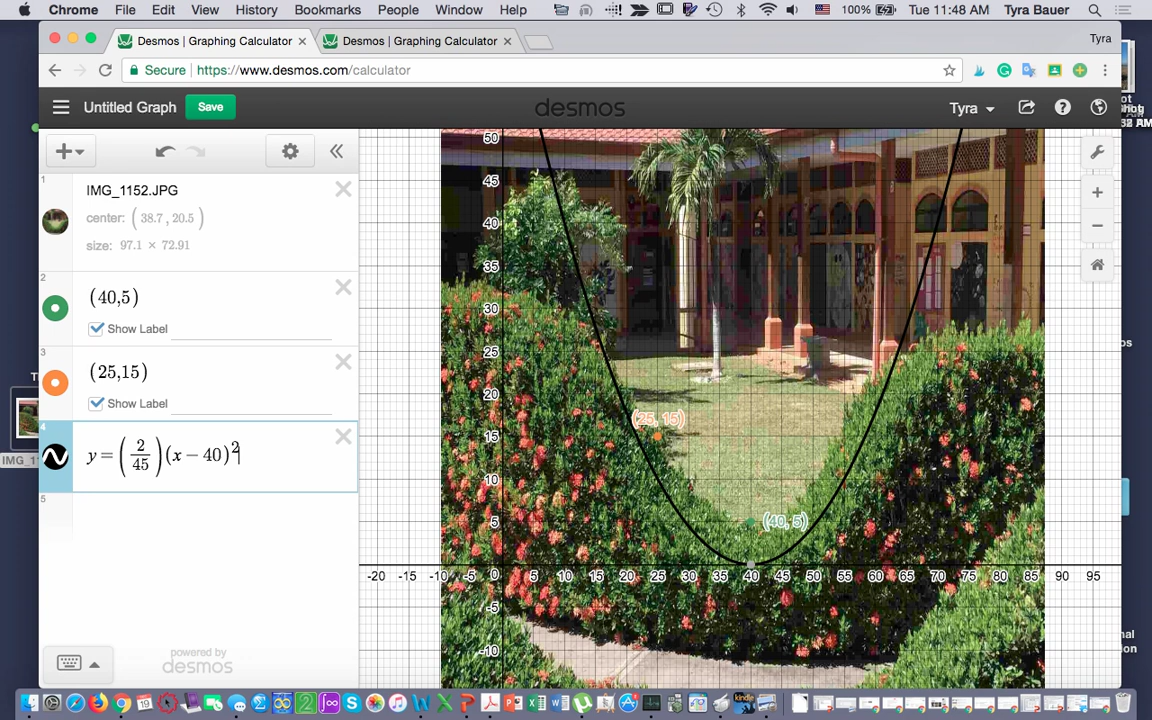 Chrome File Edit View History Bookmarks People Window Help 100% Tue 11:48 AM Tyra Bauer
Desmos | Graphing Calculator Desmos | Graphing Calculator Tyra
Secure https://www.desmos.com/calculator
Untitled Graph Save desmos Tyra
1
IMG_1152.JPG
center: (38.7, 20.5)
size: 97.1 × 72.91
2
(40,5)
Show Label
3
(25,15)
Show Label
4
y = (2/45)(x − 40)²
5
powered by
desmos
50
45
40
35
30
25
20
15
10
5
0
-5
-10
-20 -15 -10 -5 5 10 15 20 25 30 35 40 45 50 55 60 65 70 75 80 85 90 95
(25, 15)
(40, 5)